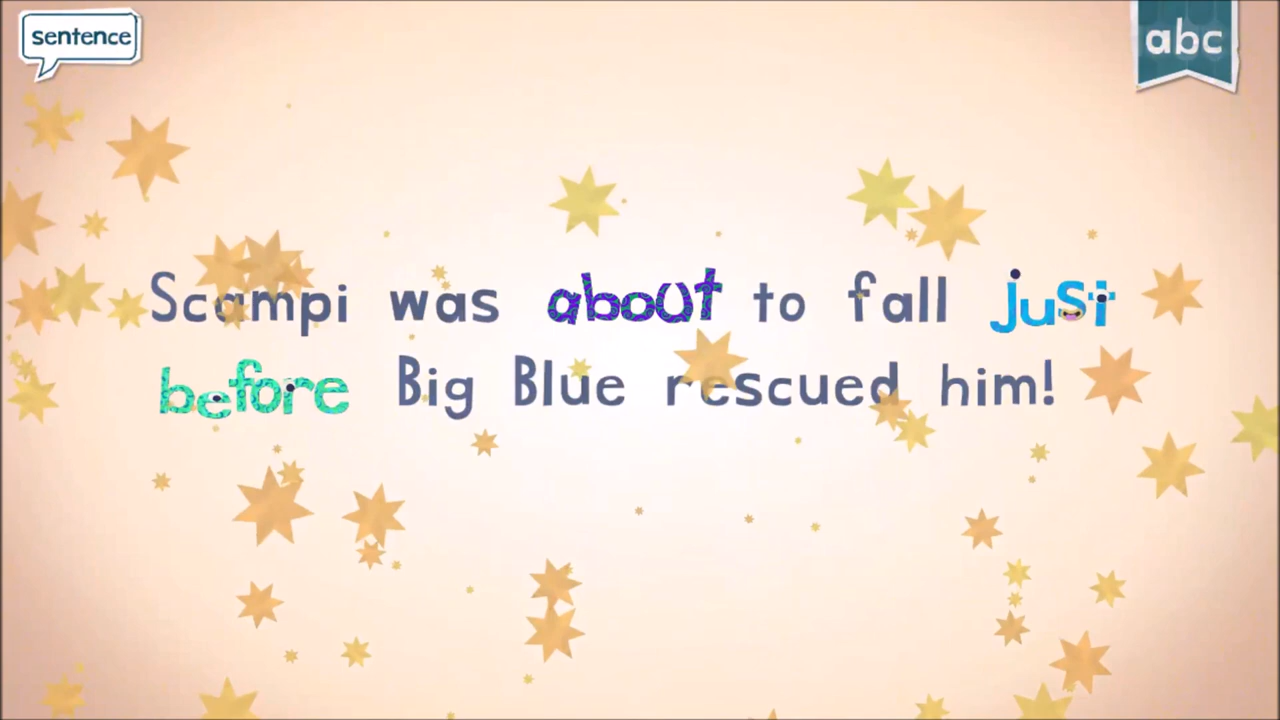 sentence
abc
Scampi was about to fall just
before Big Blue rescued him!